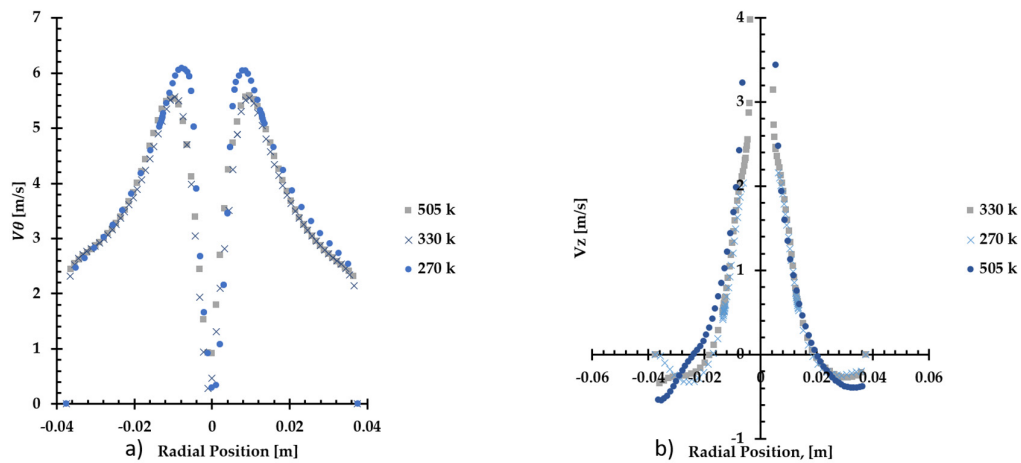 7
6
5
4
3
2
1
0
-0.04
-0.02
0
0.02
0.04
Vθ [m/s]
Radial Position [m]
a)
505 k
330 k
270 k
4
3
2
1
0
-1
-0.06
-0.04
-0.02
0
0.02
0.04
0.06
Vz [m/s]
Radial Position, [m]
b)
330 k
270 k
505 k